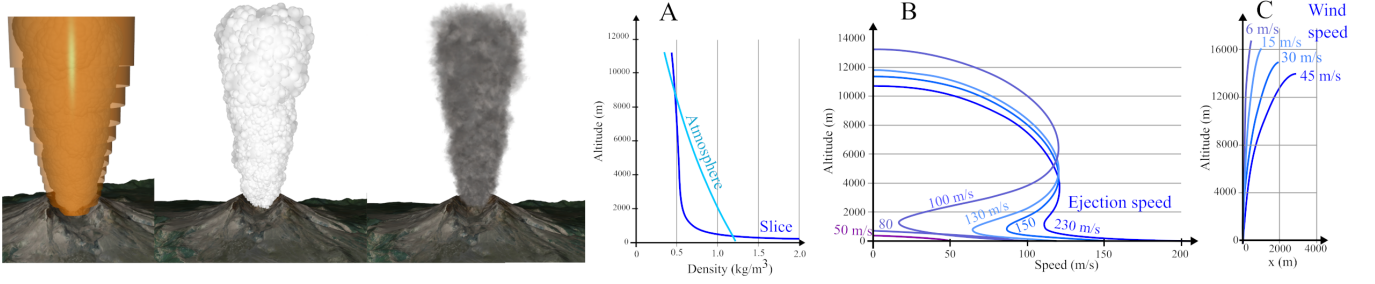 A
12000
10000
8000
6000
4000
2000
0
Altitude (m)
Atmosphere
Slice
0
0.5
1.0
1.5
2.0
Density (kg/m³)
B
14000
12000
10000
8000
6000
4000
2000
0
Altitude (m)
100 m/s
130 m/s
Ejection speed
50 m/s
80
150
230 m/s
0
50
100
150
200
Speed (m/s)
C
Wind
speed
6 m/s
15 m/s
30 m/s
45 m/s
16000
12000
8000
4000
0
Altitude (m)
0
2000
4000
x (m)